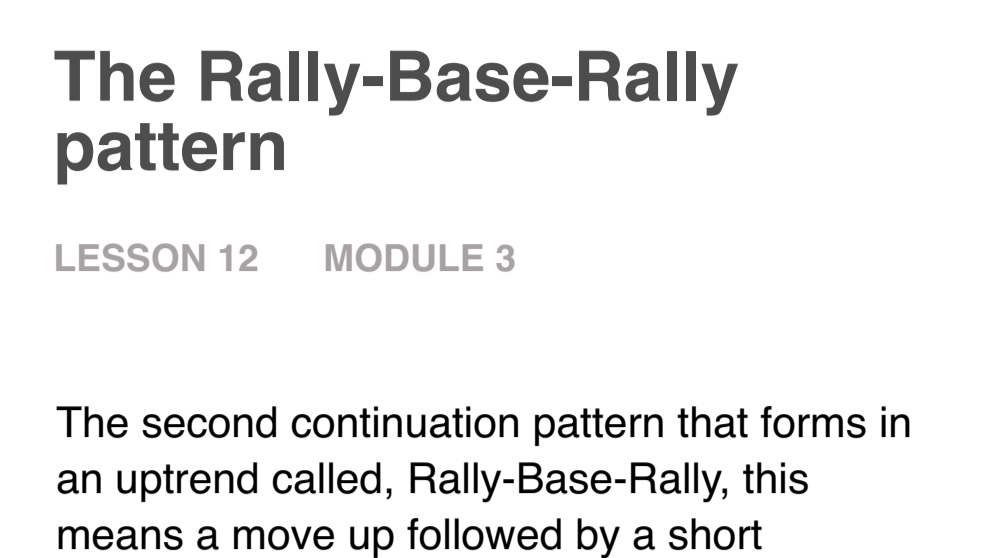 The Rally-Base-Rally
pattern
LESSON 12 MODULE 3
The second continuation pattern that forms in
an uptrend called, Rally-Base-Rally, this
means a move up followed by a short